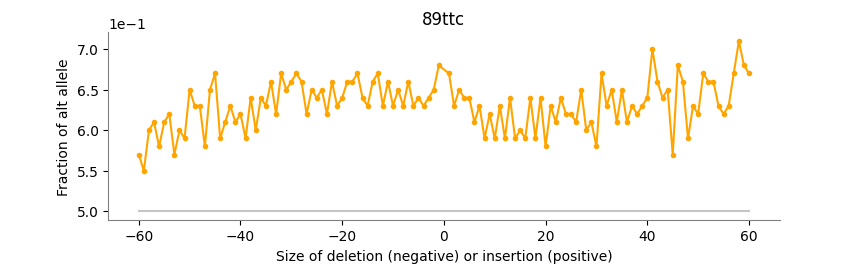 89ttc
1e−1
7.0
6.5
6.0
5.5
5.0
Fraction of alt allele
−60 −40 −20 0 20 40 60
Size of deletion (negative) or insertion (positive)